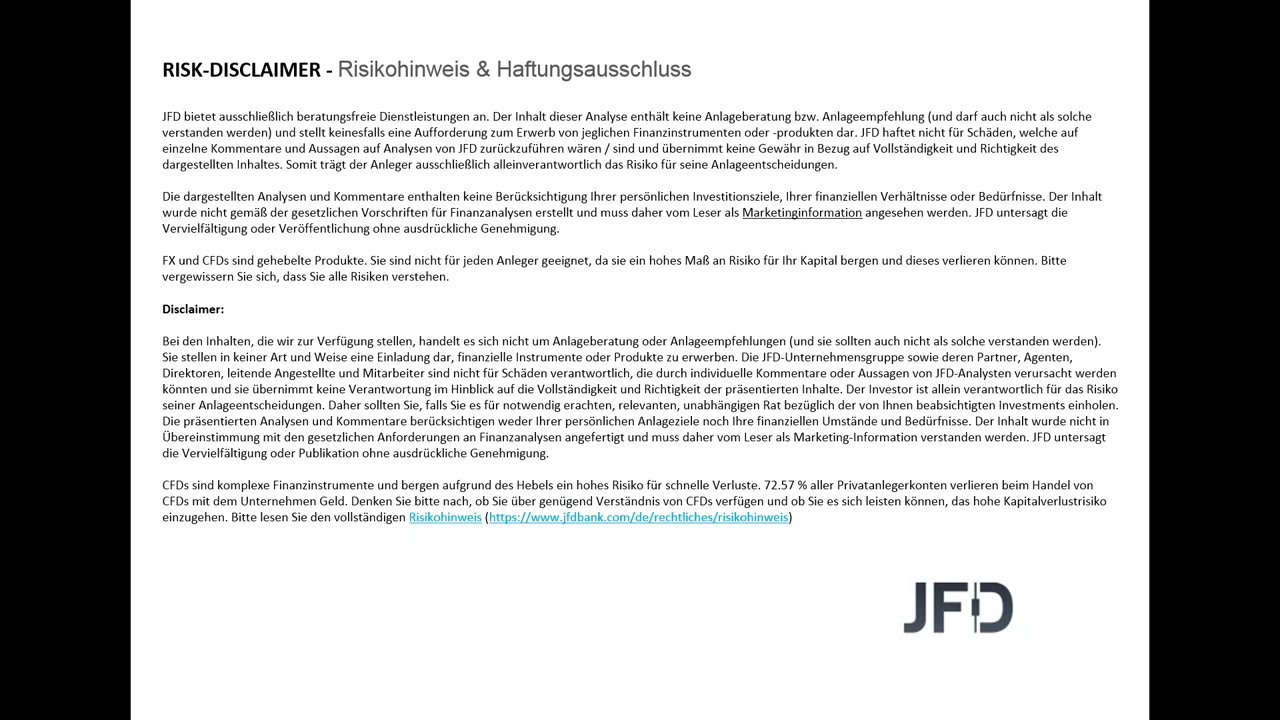 RISK-DISCLAIMER - Risikohinweis & Haftungsausschluss
JFD bietet ausschließlich beratungsfreie Dienstleistungen an. Der Inhalt dieser Analyse enthält keine Anlageberatung bzw. Anlageempfehlung (und darf auch nicht als solche
verstanden werden) und stellt keinesfalls eine Aufforderung zum Erwerb von jeglichen Finanzinstrumenten oder -produkten dar. JFD haftet nicht für Schäden, welche auf
einzelne Kommentare und Aussagen auf Analysen von JFD zurückzuführen wären / sind und übernimmt keine Gewähr in Bezug auf Vollständigkeit und Richtigkeit des
dargestellten Inhaltes. Somit trägt der Anleger ausschließlich alleinverantwortlich das Risiko für seine Anlageentscheidungen.
Die dargestellten Analysen und Kommentare enthalten keine Berücksichtigung Ihrer persönlichen Investitionsziele, Ihrer finanziellen Verhältnisse oder Bedürfnisse. Der Inhalt
wurde nicht gemäß der gesetzlichen Vorschriften für Finanzanalysen erstellt und muss daher vom Leser als Marketinginformation angesehen werden. JFD untersagt die
Vervielfältigung oder Veröffentlichung ohne ausdrückliche Genehmigung.
FX und CFDs sind gehebelte Produkte. Sie sind nicht für jeden Anleger geeignet, da sie ein hohes Maß an Risiko für Ihr Kapital bergen und dieses verlieren können. Bitte
vergewissern Sie sich, dass Sie alle Risiken verstehen.
Disclaimer:
Bei den Inhalten, die wir zur Verfügung stellen, handelt es sich nicht um Anlageberatung oder Anlageempfehlungen (und sie sollten auch nicht als solche verstanden werden).
Sie stellen in keiner Art und Weise eine Einladung dar, finanzielle Instrumente oder Produkte zu erwerben. Die JFD-Unternehmensgruppe sowie deren Partner, Agenten,
Direktoren, leitende Angestellte und Mitarbeiter sind nicht für Schäden verantwortlich, die durch individuelle Kommentare oder Aussagen von JFD-Analysten verursacht werden
könnten und sie übernimmt keine Verantwortung im Hinblick auf die Vollständigkeit und Richtigkeit der präsentierten Inhalte. Der Investor ist allein verantwortlich für das Risiko
seiner Anlageentscheidungen. Daher sollten Sie, falls Sie es für notwendig erachten, relevanten, unabhängigen Rat bezüglich der von Ihnen beabsichtigten Investments einholen.
Die präsentierten Analysen und Kommentare berücksichtigen weder Ihrer persönlichen Anlageziele noch Ihre finanziellen Umstände und Bedürfnisse. Der Inhalt wurde nicht in
Übereinstimmung mit den gesetzlichen Anforderungen an Finanzanalysen angefertigt und muss daher vom Leser als Marketing-Information verstanden werden. JFD untersagt
die Vervielfältigung oder Publikation ohne ausdrückliche Genehmigung.
CFDs sind komplexe Finanzinstrumente und bergen aufgrund des Hebels ein hohes Risiko für schnelle Verluste. 72.57 % aller Privatanlegerkonten verlieren beim Handel von
CFDs mit dem Unternehmen Geld. Denken Sie bitte nach, ob Sie über genügend Verständnis von CFDs verfügen und ob Sie es sich leisten können, das hohe Kapitalverlustrisiko
einzugehen. Bitte lesen Sie den vollständigen Risikohinweis (https://www.jfdbank.com/de/rechtliches/risikohinweis)
JFD